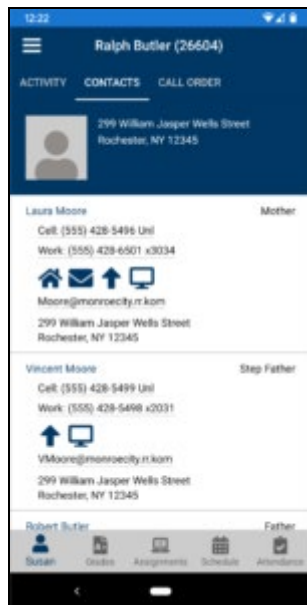 12:22
Ralph Butler (26604)
ACTIVITY CONTACTS CALL ORDER
299 William Jasper Wells Street
Rochester, NY 12345
Laura Moore Mother
Cell: (555) 428-5496 Unl
Work: (555) 428-6501 x3034
Moore@monroecity.rr.kom
299 William Jasper Wells Street
Rochester, NY 12345
Vincent Moore Step Father
Cell: (555) 428-5499 Unl
Work: (555) 428-5498 x2031
VMoore@monroecity.rr.kom
299 William Jasper Wells Street
Rochester, NY 12345
Robert Butler Father
Susan Grades Assignments Schedule Attendance